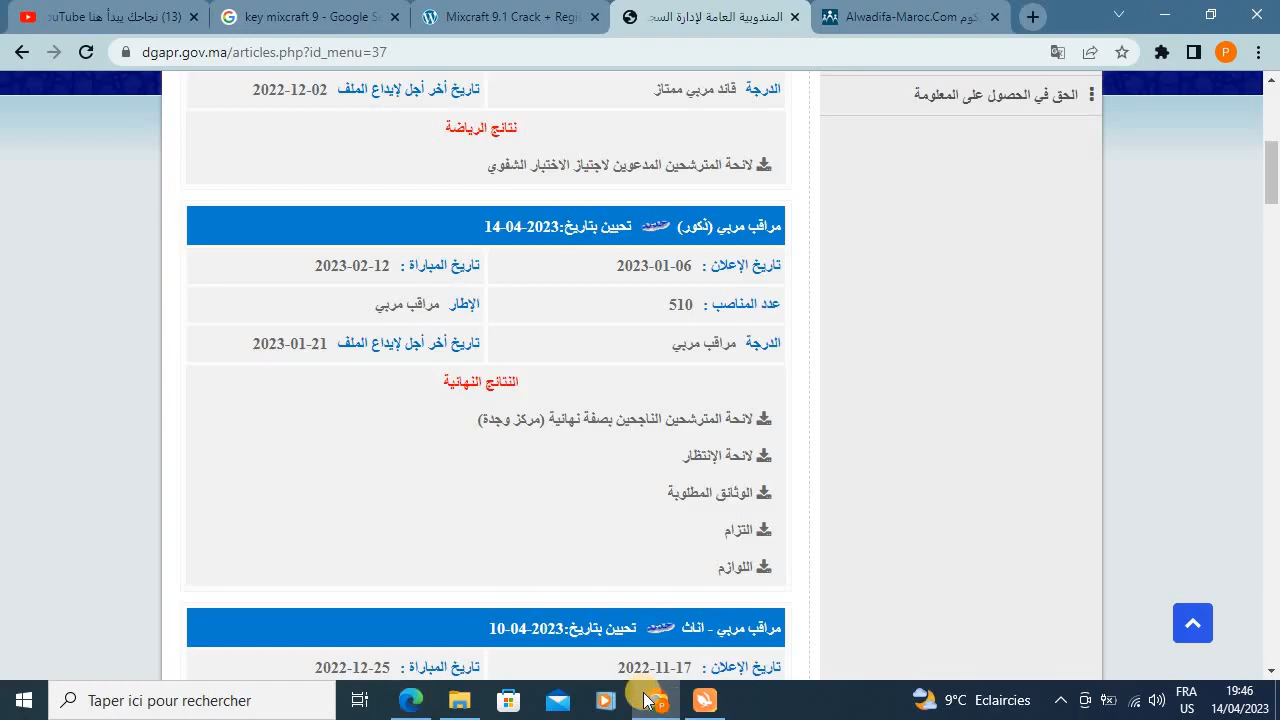 (13) نجاحك يبدأ هنا - YouTube
key mixcraft 9 - Google Se
Mixcraft 9.1 Crack + Regis
المندوبية العامة لإدارة السجـ
Alwadifa-Maroc.Com كوم
dgapr.gov.ma/articles.php?id_menu=37
الدرجة قائد مربي ممتاز
تاريخ أخر أجل لإيداع الملف 2022-12-02
نتائج الرياضة
لائحة المترشحين المدعوين لاجتياز الاختبار الشفوي
الحق في الحصول على المعلومة
مراقب مربي (ذكور) تحيين بتاريخ:2023-04-14
تاريخ الإعلان : 2023-01-06
تاريخ المباراة : 2023-02-12
عدد المناصب : 510
الإطار مراقب مربي
الدرجة مراقب مربي
تاريخ أخر أجل لإيداع الملف 2023-01-21
النتائج النهائية
لائحة المترشحين الناجحين بصفة نهائية (مركز وجدة)
لائحة الإنتظار
الوثائق المطلوبة
التزام
اللوازم
مراقب مربي - اناث تحيين بتاريخ:2023-04-10
تاريخ الإعلان : 2022-11-17
تاريخ المباراة : 2022-12-25
Taper ici pour rechercher
9°C Eclaircies
FRA
US
19:46
14/04/2023